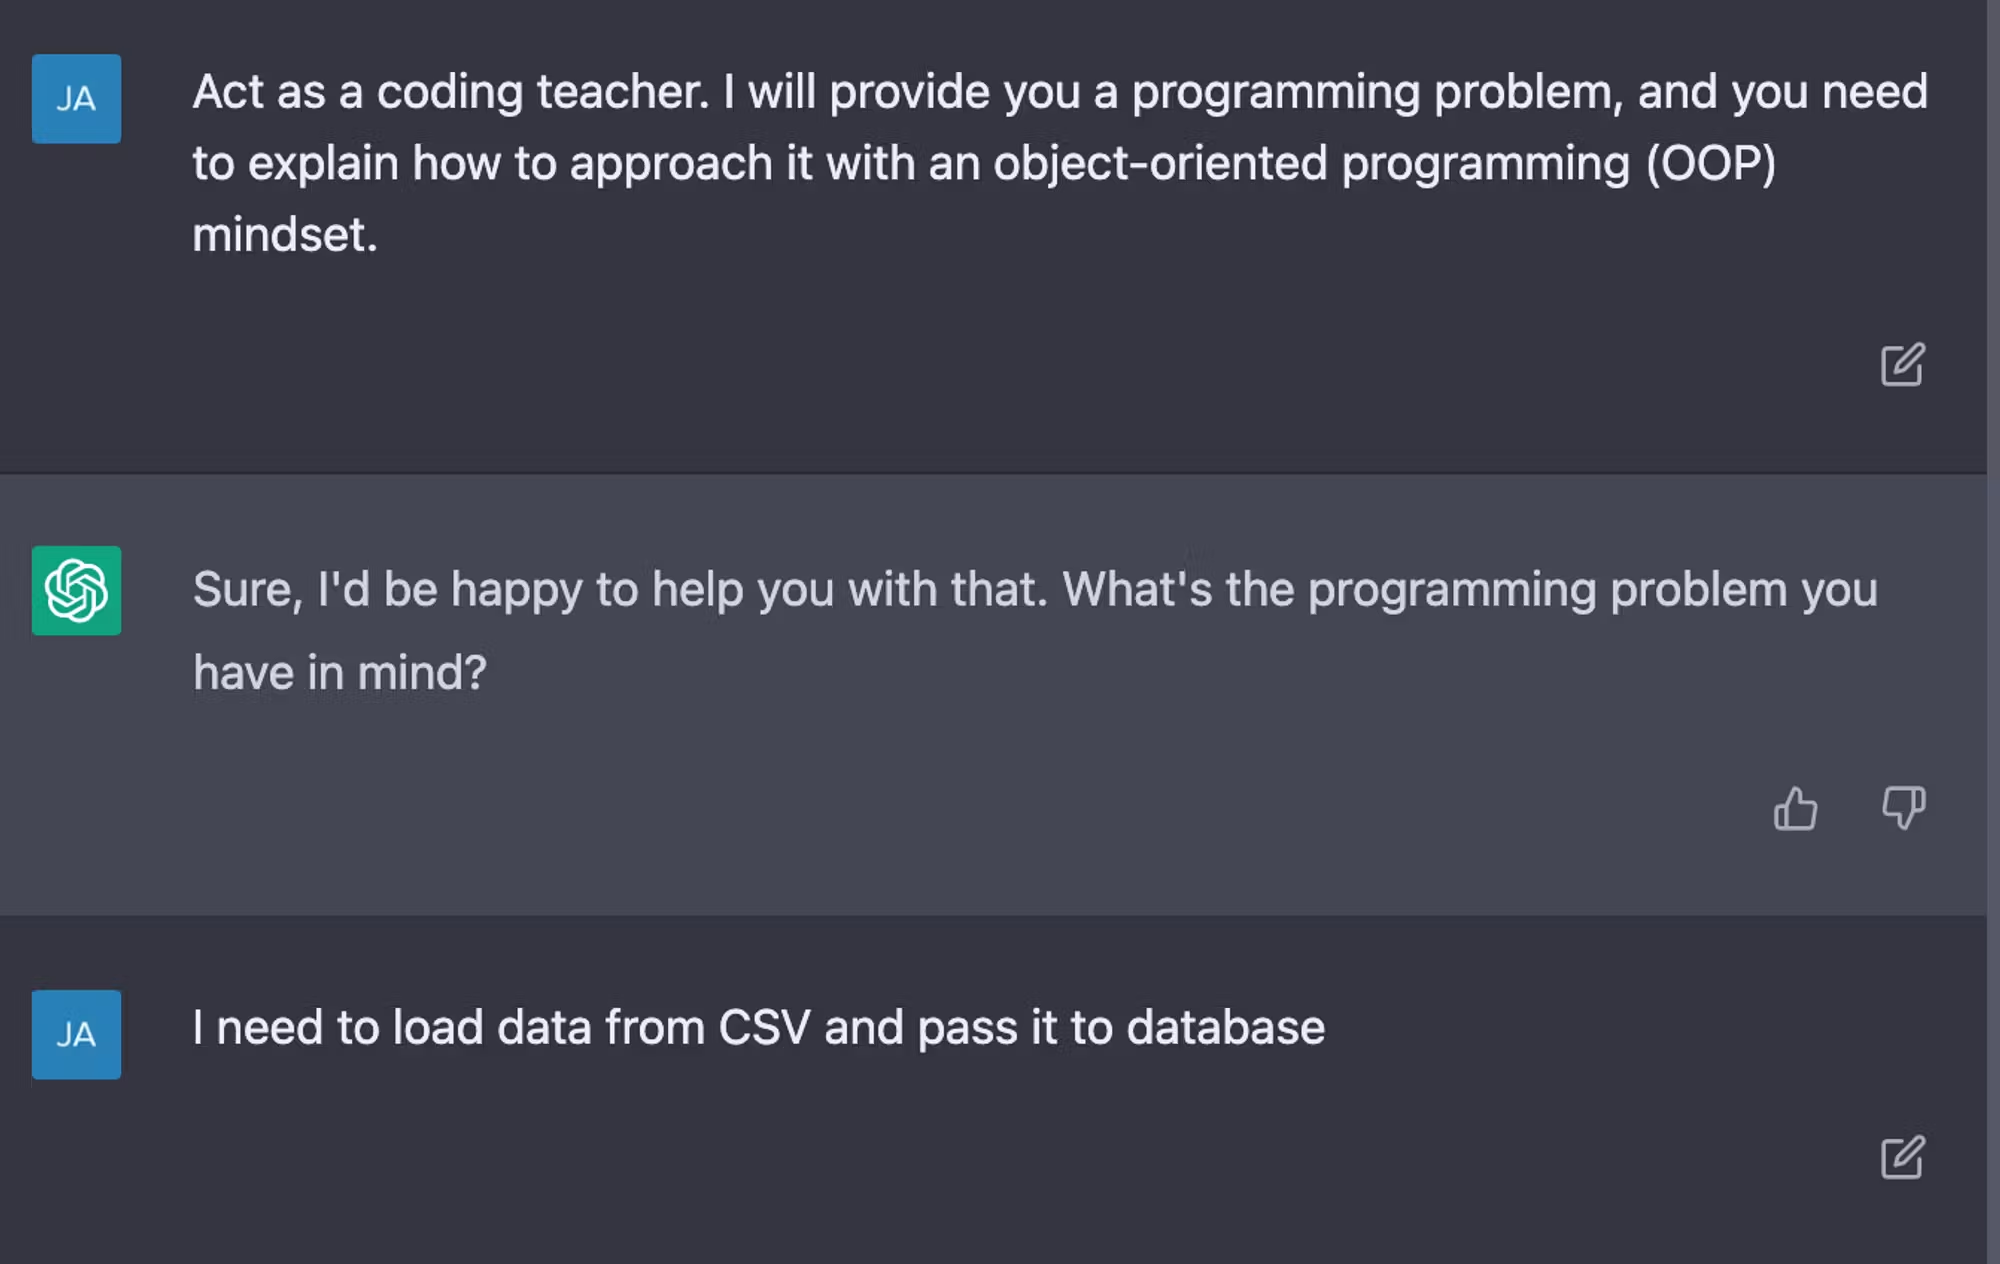 JA
Act as a coding teacher. I will provide you a programming problem, and you need
to explain how to approach it with an object-oriented programming (OOP)
mindset.
Sure, I'd be happy to help you with that. What's the programming problem you
have in mind?
JA
I need to load data from CSV and pass it to database